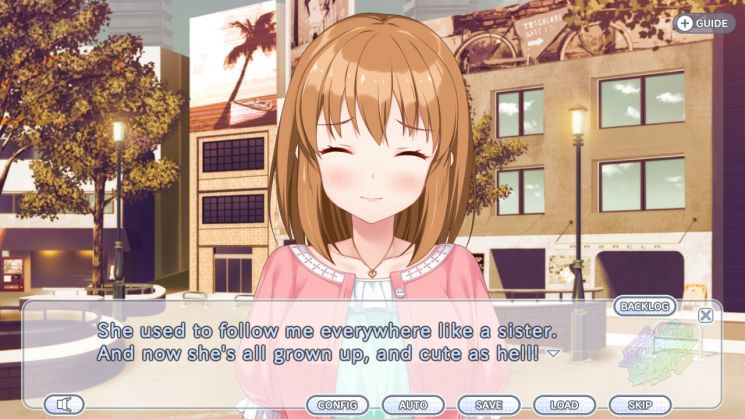 GUIDE
TRICOLORE
BACKLOG
She used to follow me everywhere like a sister.
And now she's all grown up, and cute as hell!
CONFIG
AUTO
SAVE
LOAD
SKIP